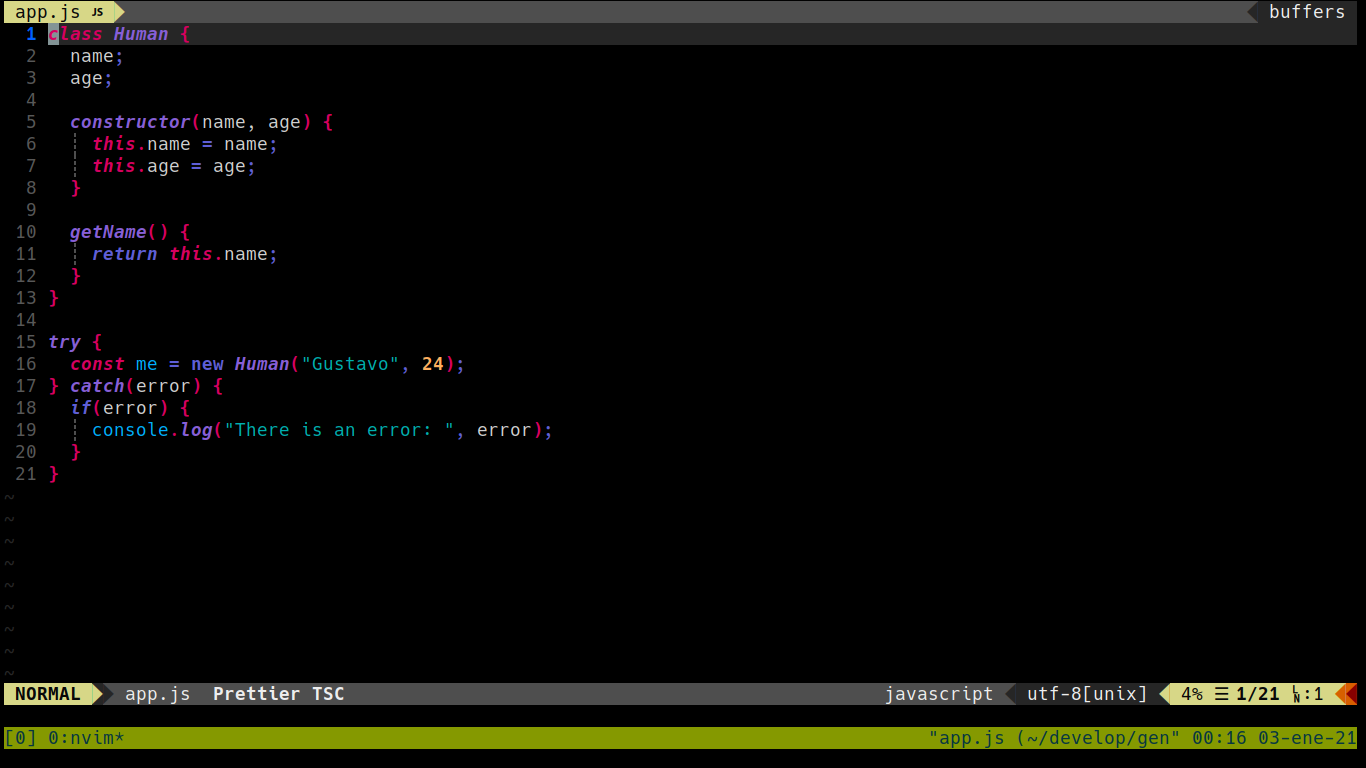 app.js JS buffers
1 class Human {
2   name;
3   age;
4
5   constructor(name, age) {
6     this.name = name;
7     this.age = age;
8   }
9
10   getName() {
11     return this.name;
12   }
13 }
14
15 try {
16   const me = new Human("Gustavo", 24);
17 } catch(error) {
18   if(error) {
19     console.log("There is an error: ", error);
20   }
21 }
~
~
~
~
~
~
~
~
~
NORMAL app.js Prettier TSC javascript utf-8[unix] 4% ☰ 1/21 LN:1
[0] 0:nvim* "app.js (~/develop/gen" 00:16 03-ene-21